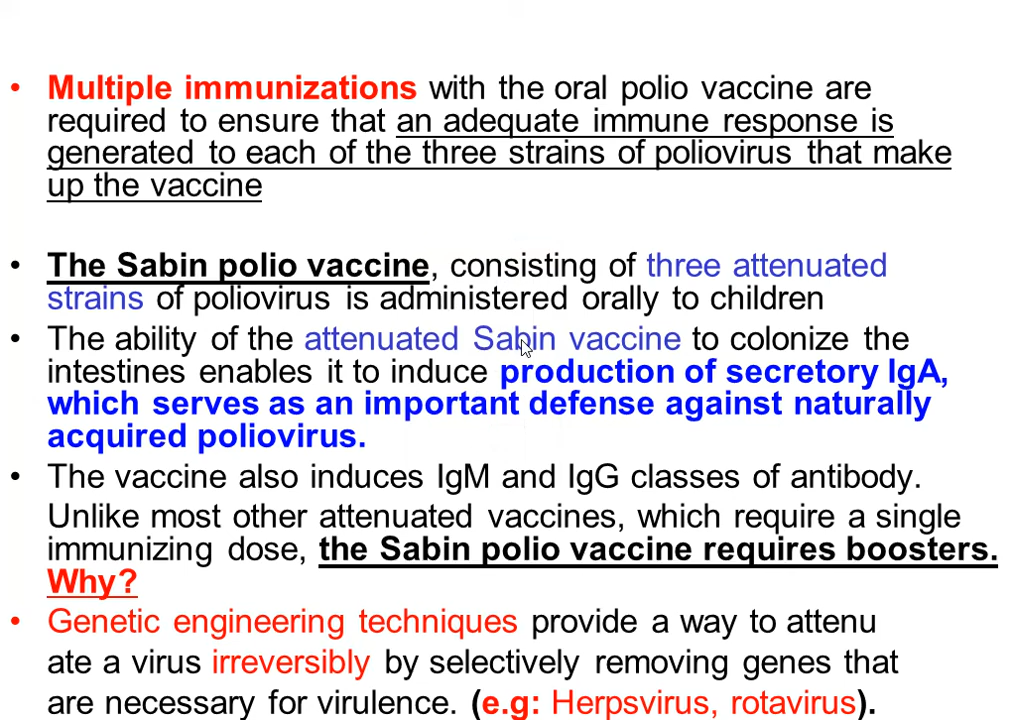 • Multiple immunizations with the oral polio vaccine are
required to ensure that an adequate immune response is
generated to each of the three strains of poliovirus that make
up the vaccine
• The Sabin polio vaccine, consisting of three attenuated
strains of poliovirus is administered orally to children
• The ability of the attenuated Sabin vaccine to colonize the
intestines enables it to induce production of secretory IgA,
which serves as an important defense against naturally
acquired poliovirus.
• The vaccine also induces IgM and IgG classes of antibody.
Unlike most other attenuated vaccines, which require a single
immunizing dose, the Sabin polio vaccine requires boosters.
Why?
• Genetic engineering techniques provide a way to attenu
ate a virus irreversibly by selectively removing genes that
are necessary for virulence. (e.g: Herpsvirus, rotavirus).